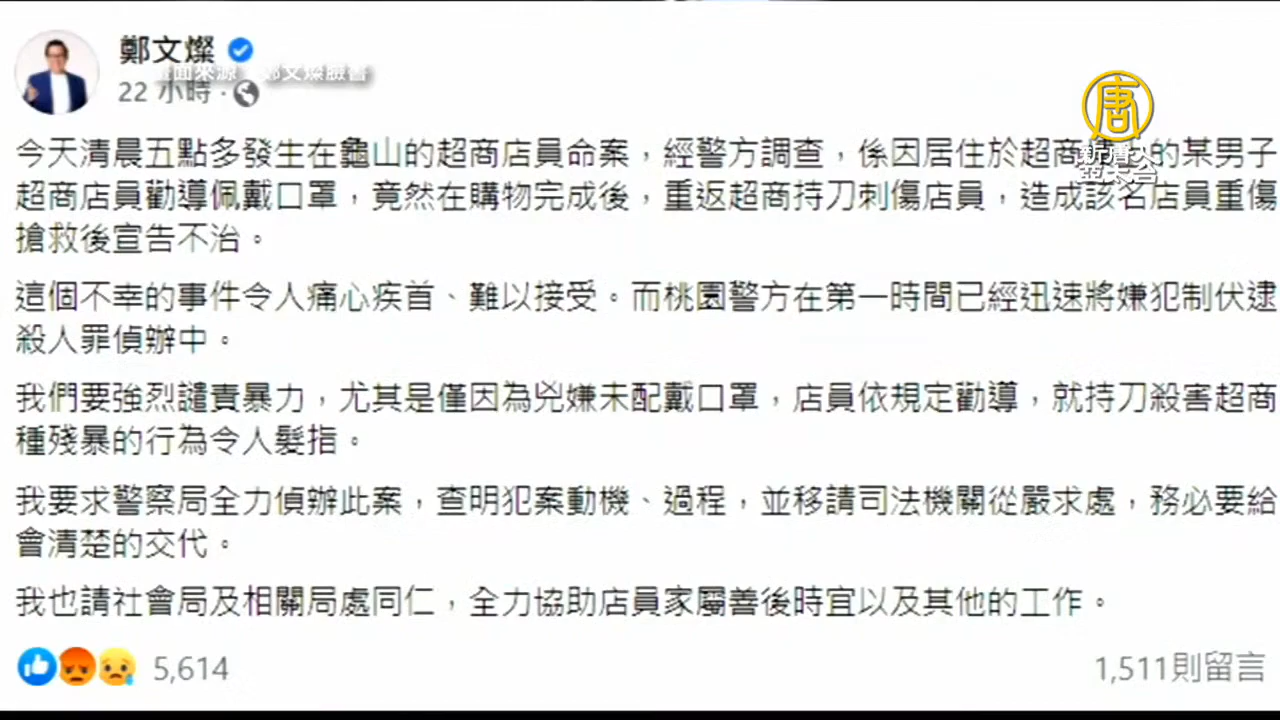 鄭文燦
畫面來源 鄭文燦臉書
22 小時 ·
唐
新唐人
亞太台
今天清晨五點多發生在龜山的超商店員命案，經警方調查，係因居住於超商 的某男子
超商店員勸導佩戴口罩，竟然在購物完成後，重返超商持刀刺傷店員，造成該名店員重傷
搶救後宣告不治。
這個不幸的事件令人痛心疾首、難以接受。而桃園警方在第一時間已經迅速將嫌犯制伏逮
殺人罪偵辦中。
我們要強烈譴責暴力，尤其是僅因為兇嫌未配戴口罩，店員依規定勸導，就持刀殺害超商
種殘暴的行為令人髮指。
我要求警察局全力偵辦此案，查明犯案動機、過程，並移請司法機關從嚴求處，務必要給
會清楚的交代。
我也請社會局及相關局處同仁，全力協助店員家屬善後時宜以及其他的工作。
5,614
1,511則留言